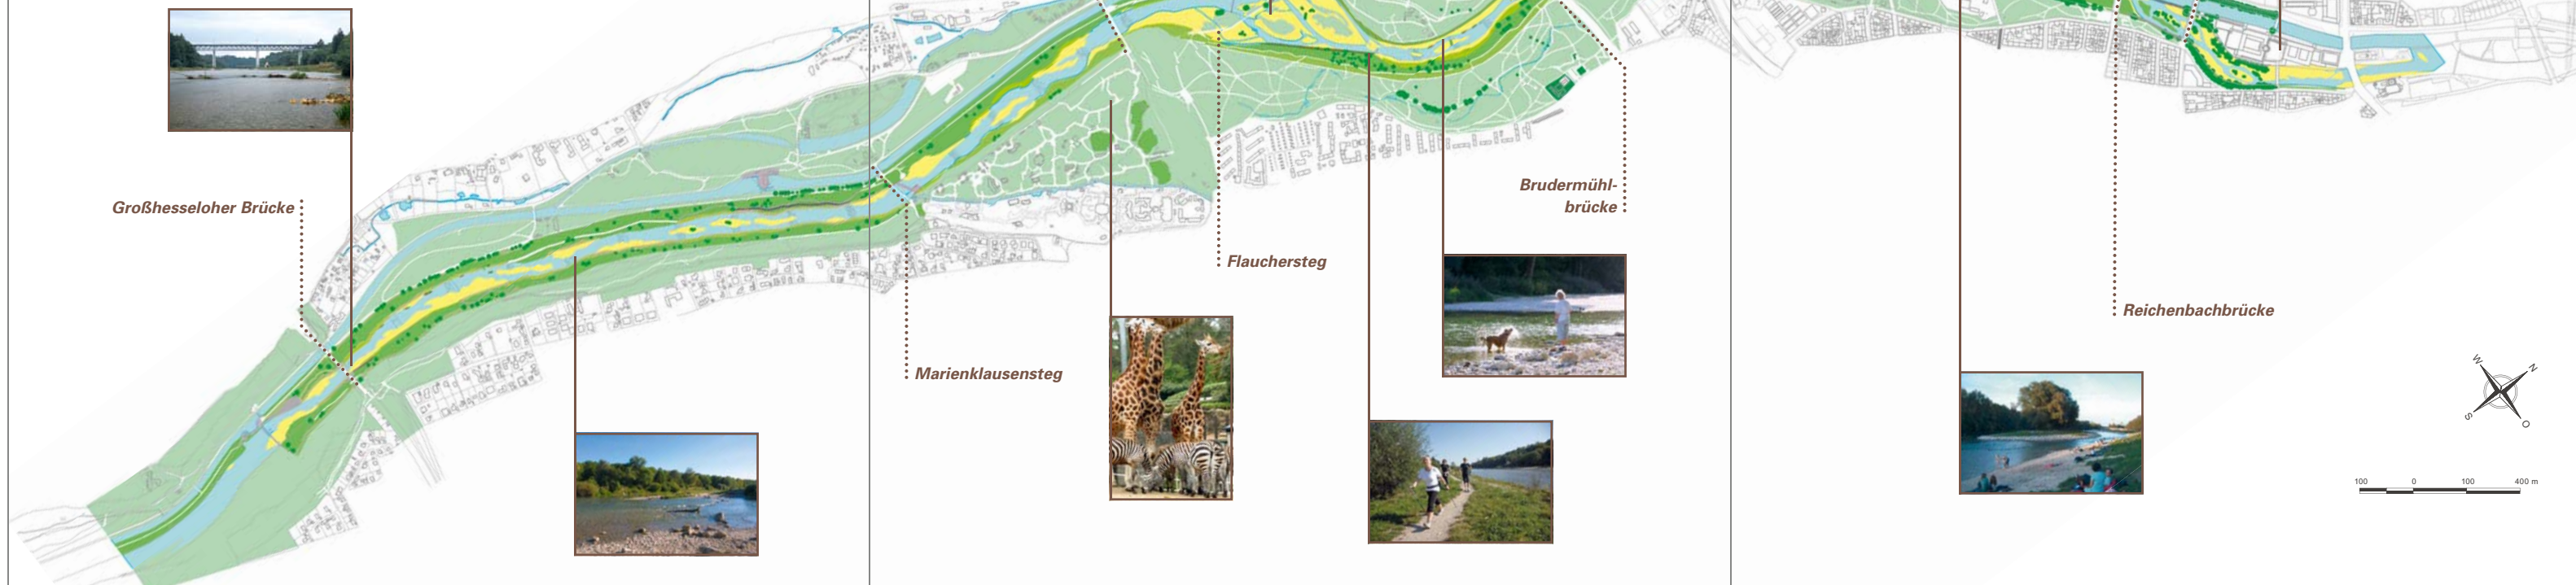 Großhesseloher Brücke
Marienklausensteg
Flauchersteg
Brudermühl-
brücke
Reichenbachbrücke
W
N
S
O
100 0 100 400 m